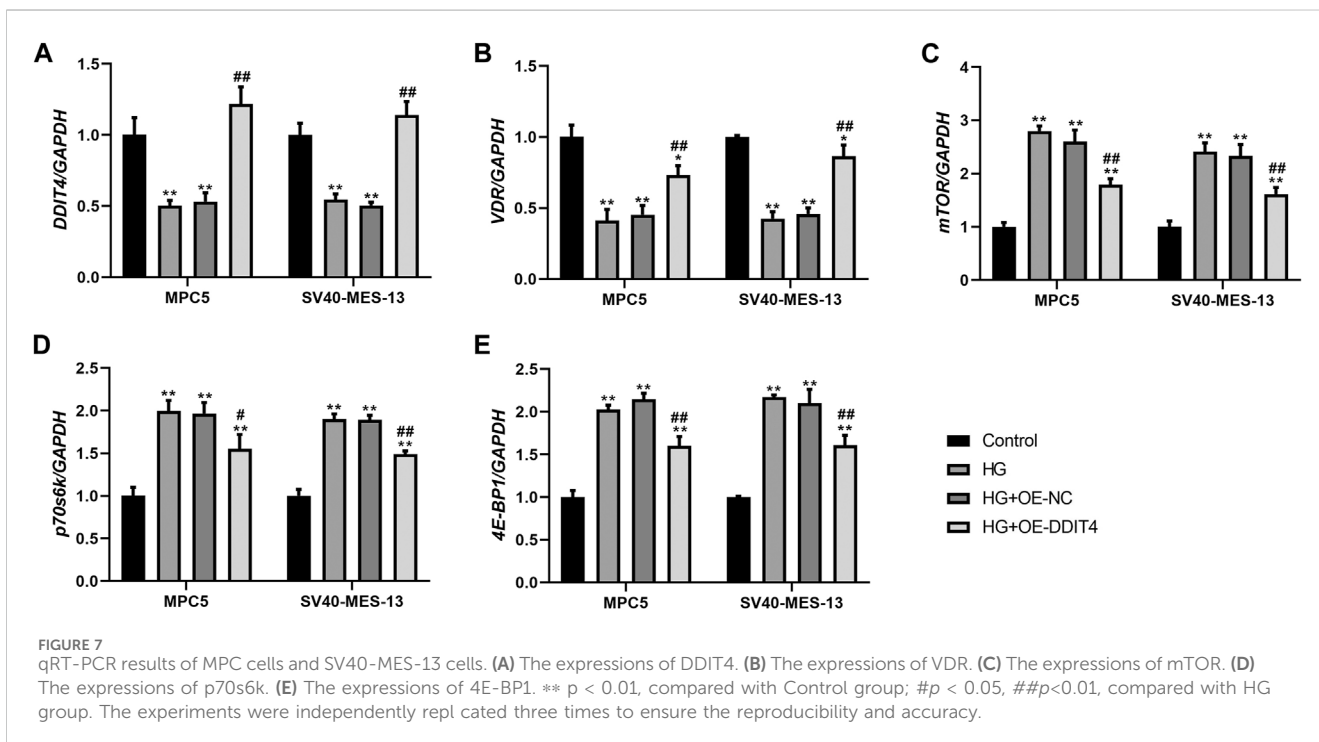 A
DDIT4/GAPDH
1.5
1.0
0.5
0.0
**
**
##
**
**
##
MPC5
SV40-MES-13
B
VDR/GAPDH
1.5
1.0
0.5
0.0
**
**
##
*
**
**
##
*
MPC5
SV40-MES-13
C
mTOR/GAPDH
4
3
2
1
0
**
**
##
**
**
**
##
**
MPC5
SV40-MES-13
D
p70s6k/GAPDH
2.5
2.0
1.5
1.0
0.5
0.0
**
**
#
**
**
**
##
**
MPC5
SV40-MES-13
E
4E-BP1/GAPDH
2.5
2.0
1.5
1.0
0.5
0.0
**
**
##
**
**
**
##
**
MPC5
SV40-MES-13
Control
HG
HG+OE-NC
HG+OE-DDIT4
FIGURE 7
qRT-PCR results of MPC cells and SV40-MES-13 cells. (A) The expressions of DDIT4. (B) The expressions of VDR. (C) The expressions of mTOR. (D)
The expressions of p70s6k. (E) The expressions of 4E-BP1. ** p < 0.01, compared with Control group; #p < 0.05, ##p<0.01, compared with HG
group. The experiments were independently repl cated three times to ensure the reproducibility and accuracy.